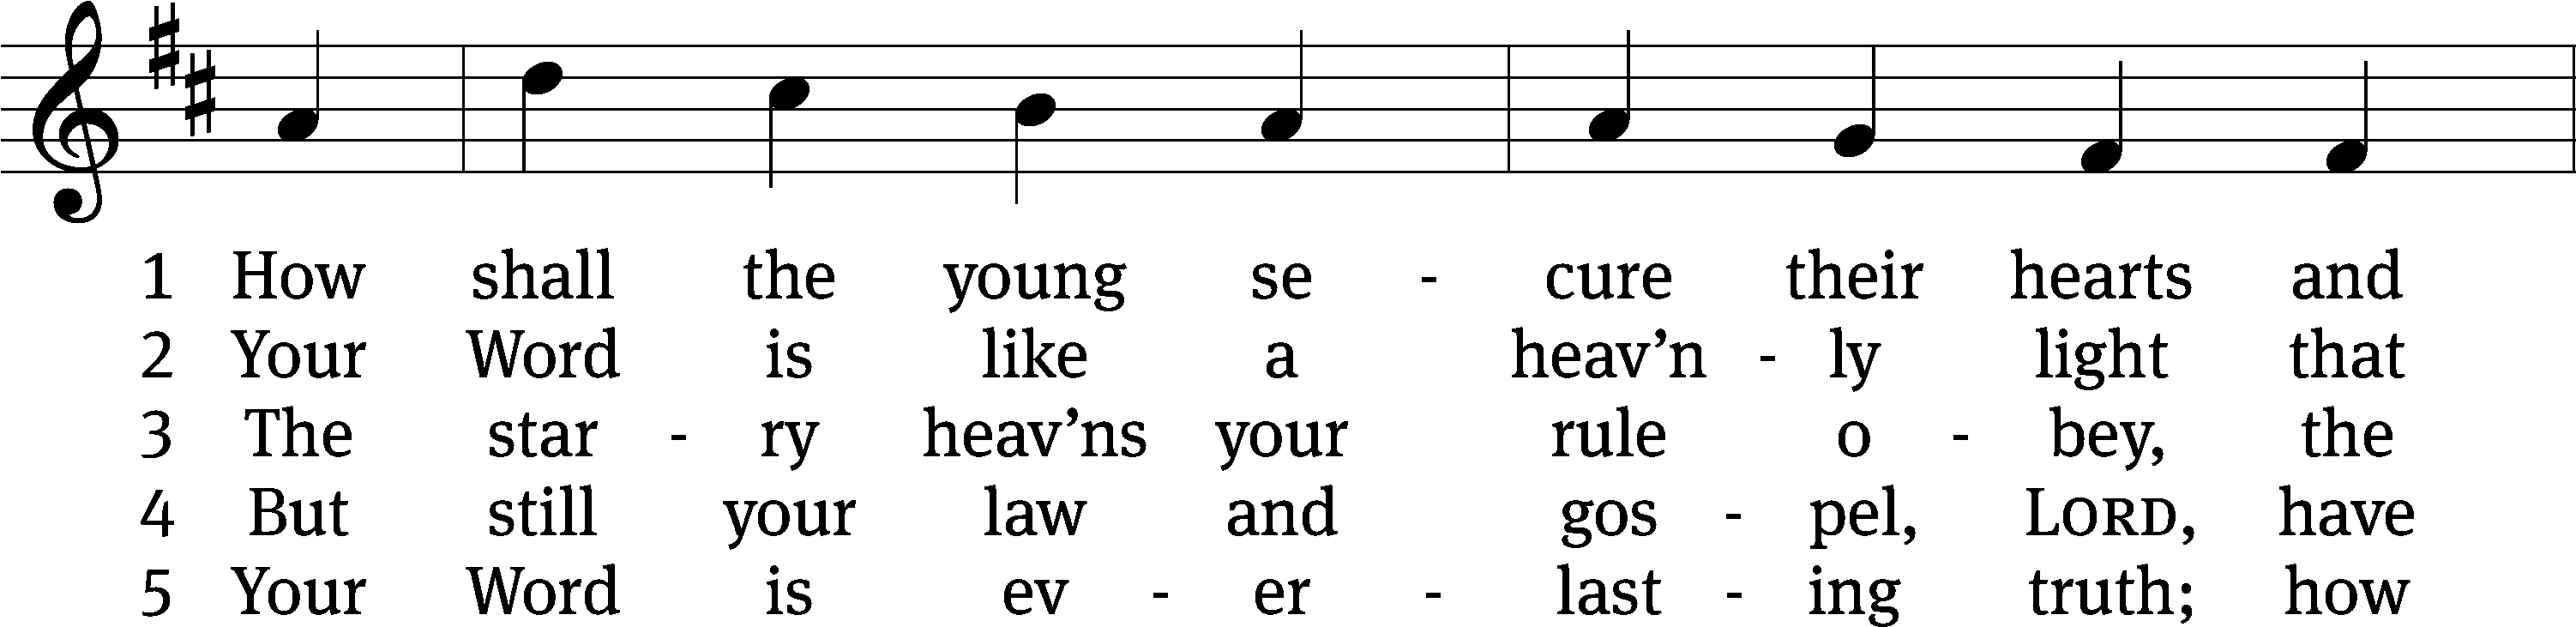 1 How shall the young se - cure their hearts and
2 Your Word is like a heav’n - ly light that
3 The star - ry heav’ns your rule o - bey, the
4 But still your law and gos - pel, LORD, have
5 Your Word is ev - er - last - ing truth; how